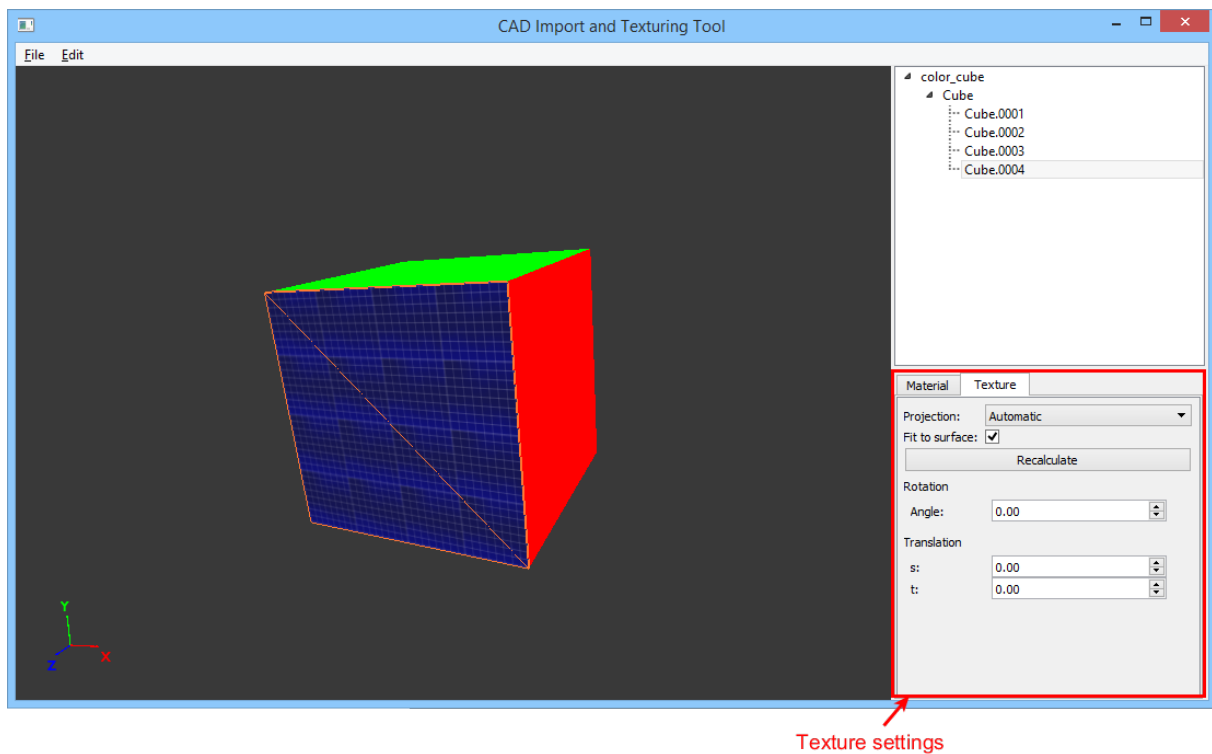 CAD Import and Texturing Tool
File Edit
color_cube
Cube
Cube.0001
Cube.0002
Cube.0003
Cube.0004
Material Texture
Projection: Automatic
Fit to surface:
Recalculate
Rotation
Angle: 0.00
Translation
s: 0.00
t: 0.00
Y
Z X
Texture settings